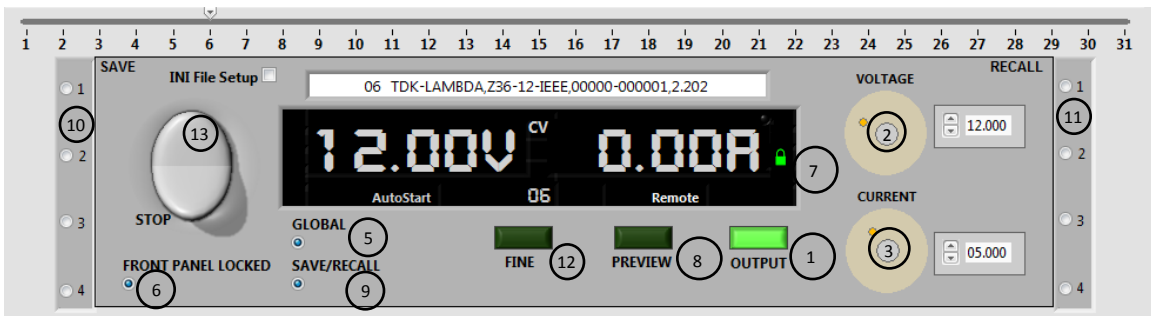 1 2 3 4 5 6 7 8 9 10 11 12 13 14 15 16 17 18 19 20 21 22 23 24 25 26 27 28 29 30 31
SAVE
INI File Setup
RECALL
06 TDK-LAMBDA,Z36-12-IEEE,00000-000001,2.202
VOLTAGE
1
1
10
13
12.00V
CV
0.00A
2
12.000
11
2
2
7
AutoStart
06
Remote
CURRENT
3
STOP
GLOBAL
5
3
FINE
12
PREVIEW
8
OUTPUT
1
3
05.000
FRONT PANEL LOCKED
SAVE/RECALL
6
9
4
4